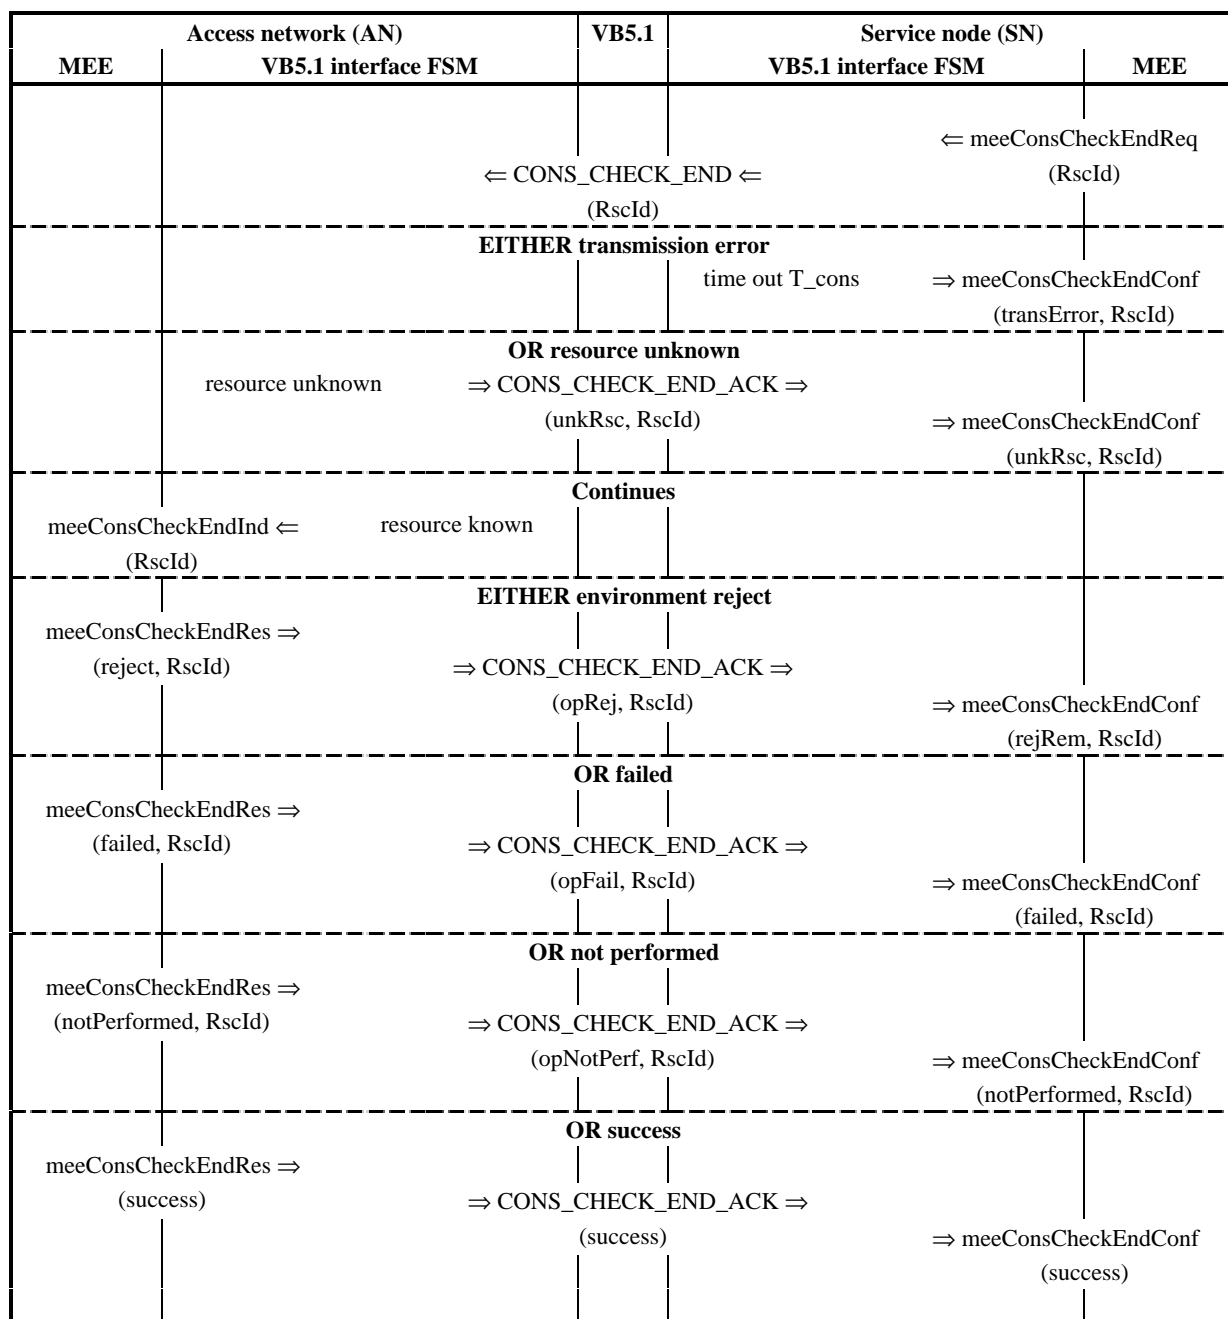 Access network (AN) VB5.1 Service node (SN)
MEE VB5.1 interface FSM VB5.1 interface FSM MEE
⇐ meeConsCheckEndReq
⇐ CONS_CHECK_END ⇐ (RscId)
(RscId)
EITHER transmission error
time out T_cons ⇒ meeConsCheckEndConf
(transError, RscId)
OR resource unknown
resource unknown ⇒ CONS_CHECK_END_ACK ⇒
(unkRsc, RscId) ⇒ meeConsCheckEndConf
(unkRsc, RscId)
Continues
meeConsCheckEndInd ⇐ resource known
(RscId)
EITHER environment reject
meeConsCheckEndRes ⇒
(reject, RscId) ⇒ CONS_CHECK_END_ACK ⇒
(opRej, RscId) ⇒ meeConsCheckEndConf
(rejRem, RscId)
OR failed
meeConsCheckEndRes ⇒
(failed, RscId) ⇒ CONS_CHECK_END_ACK ⇒
(opFail, RscId) ⇒ meeConsCheckEndConf
(failed, RscId)
OR not performed
meeConsCheckEndRes ⇒
(notPerformed, RscId) ⇒ CONS_CHECK_END_ACK ⇒
(opNotPerf, RscId) ⇒ meeConsCheckEndConf
(notPerformed, RscId)
OR success
meeConsCheckEndRes ⇒
(success) ⇒ CONS_CHECK_END_ACK ⇒
(success) ⇒ meeConsCheckEndConf
(success)